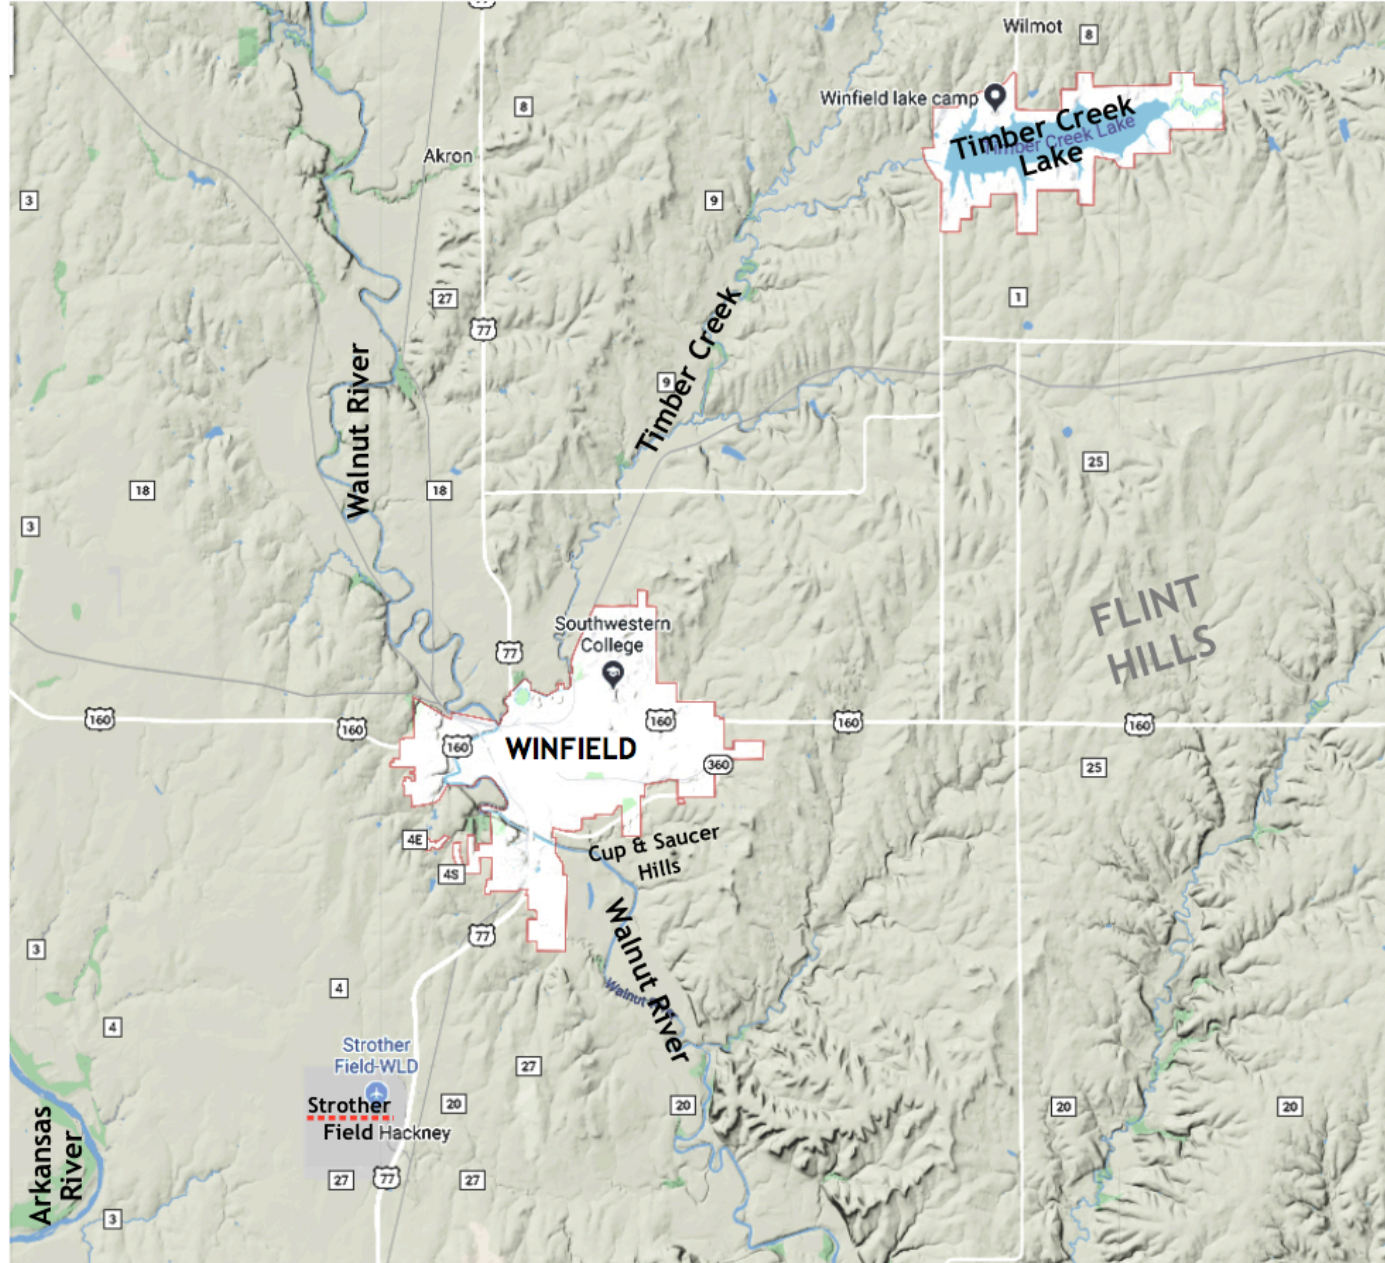 77
Wilmot
8
Winfield lake camp
8
Timber Creek
Timber Creek Lake
Lake
Akron
3
9
27
1
77
Walnut River
Timber Creek
9
18
18
25
3
FLINT
HILLS
Southwestern
College
77
160
160
160
160
160
160
WINFIELD
360
25
4E
Cup & Saucer
Hills
4S
77
3
Walnut River
Walnut
4
4
Strother
Field-WLD
27
Strother
Field
Hackney
20
20
20
20
Arkansas
River
27
77
27
3